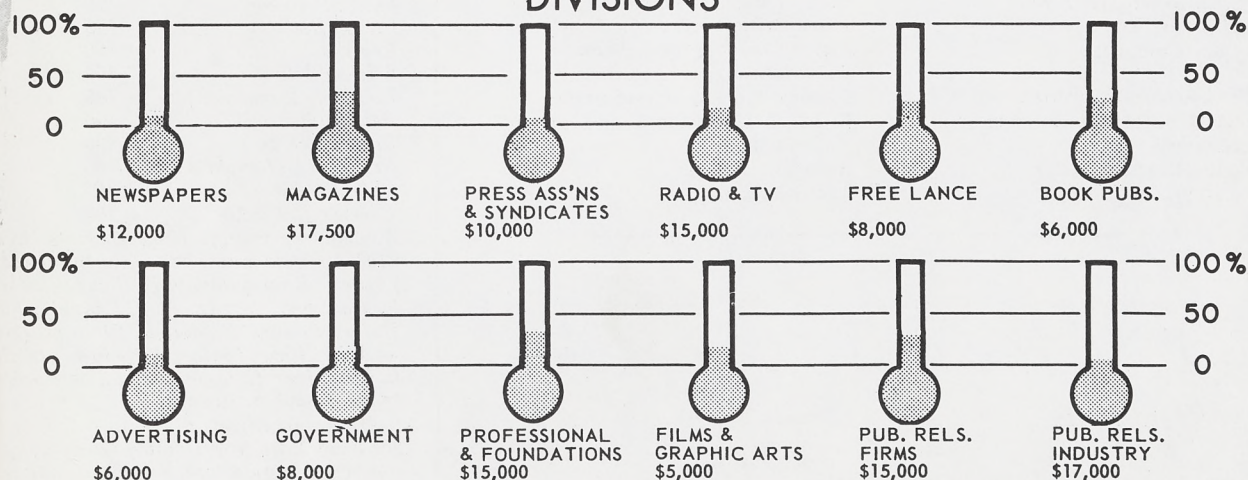 DIVISIONS
100% 100%
50 50
0 0
NEWSPAPERS MAGAZINES PRESS ASS'NS & SYNDICATES RADIO & TV FREE LANCE BOOK PUBS.
$12,000 $17,500 $10,000 $15,000 $8,000 $6,000
100% 100%
50 50
0 0
ADVERTISING GOVERNMENT PROFESSIONAL & FOUNDATIONS FILMS & GRAPHIC ARTS PUB. RELS. FIRMS PUB. RELS. INDUSTRY
$6,000 $8,000 $15,000 $5,000 $15,000 $17,000